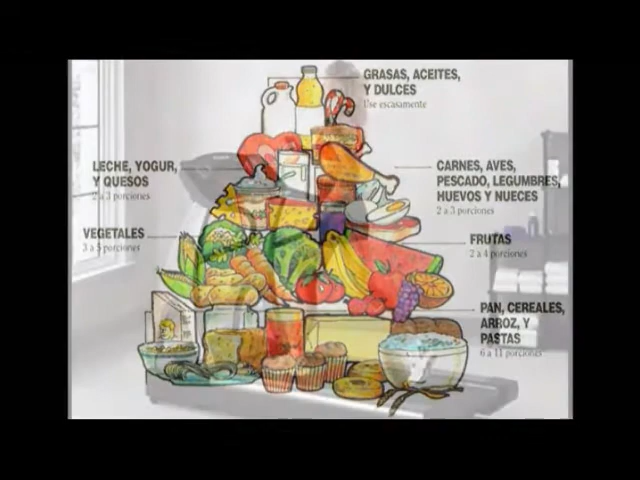 GRASAS, ACEITES,
Y DULCES
Use escasamente
LECHE, YOGUR,
Y QUESOS
2 a 3 porciones
CARNES, AVES,
PESCADO, LEGUMBRES,
HUEVOS Y NUECES
2 a 3 porciones
VEGETALES
3 a 5 porciones
FRUTAS
2 a 4 porciones
PAN, CEREALES,
ARROZ, Y
PASTAS
6 a 11 porciones